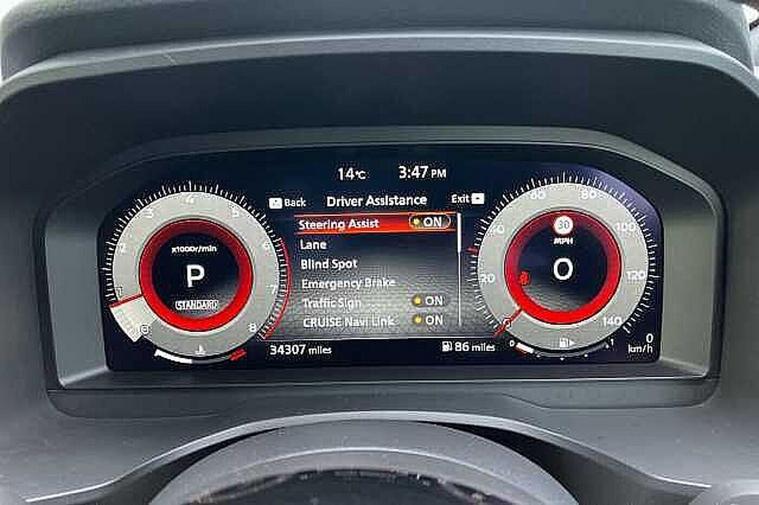 14°C 3:47 PM
Back Driver Assistance Exit
Steering Assist ON
Lane
Blind Spot
Emergency Brake
Traffic Sign ON
CRUISE Navi Link ON
2 3 4 5 6 7 8
x1000r/min
P
STANDARD
20 60 80 100 120 140
30
MPH
0
34307 miles
86 miles
0 1
0
km/h